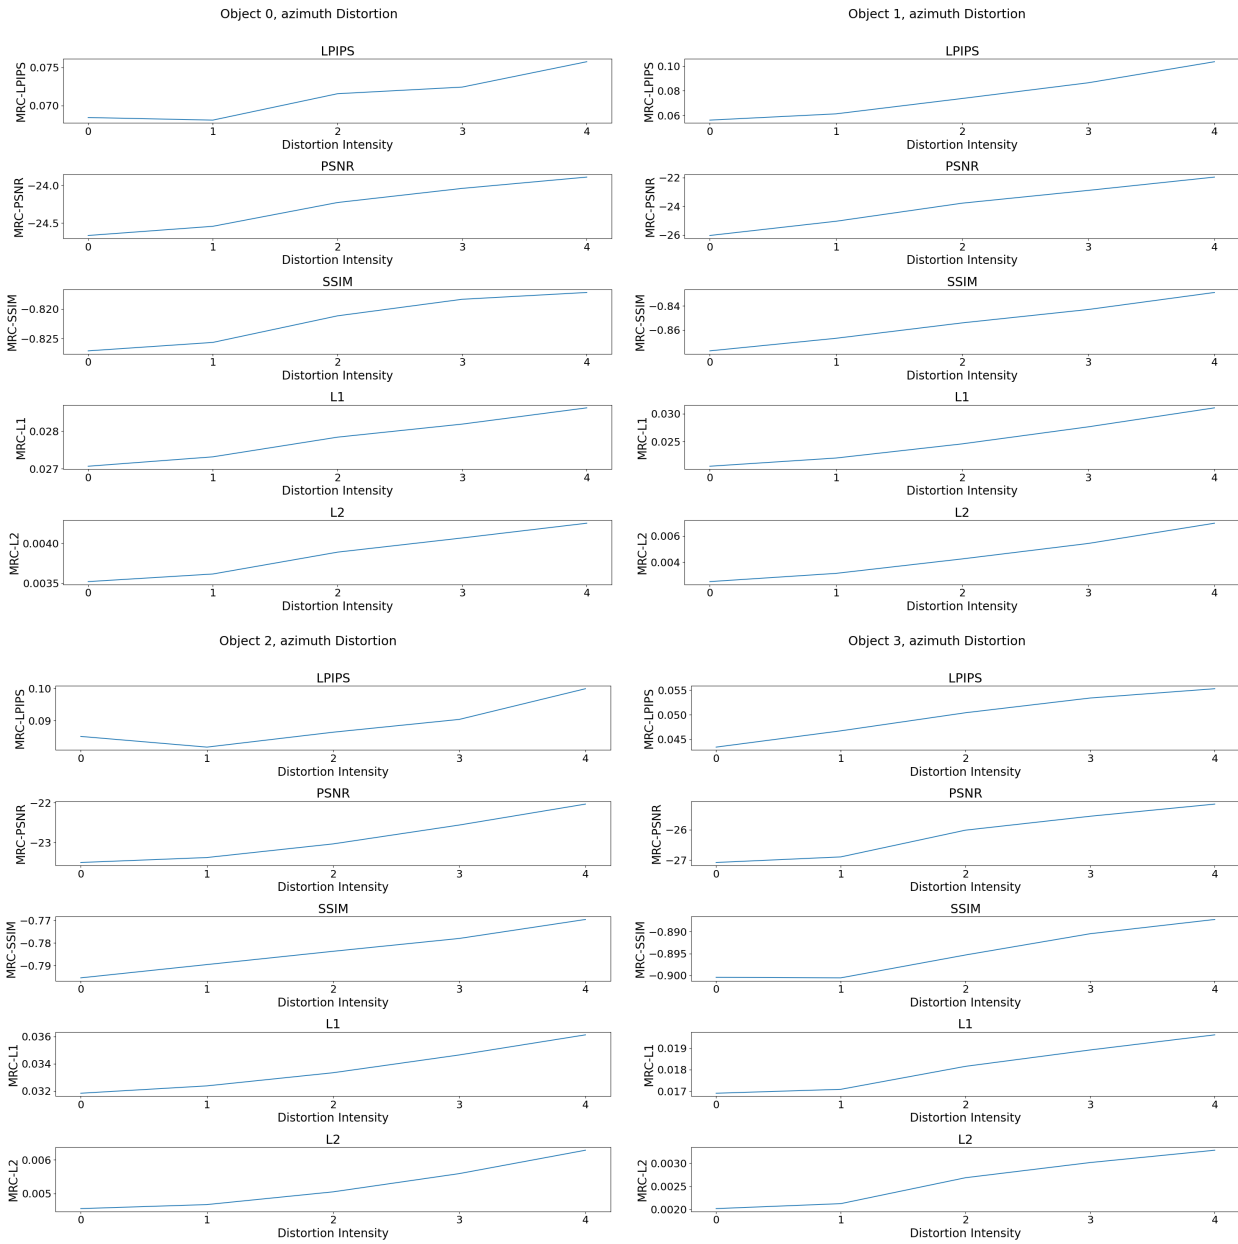 Object 0, azimuth Distortion
LPIPS
MRC-LPIPS
0.075
0.070
0 1 2 3 4
Distortion Intensity
PSNR
MRC-PSNR
−24.0
−24.5
0 1 2 3 4
Distortion Intensity
SSIM
MRC-SSIM
−0.820
−0.825
0 1 2 3 4
Distortion Intensity
L1
MRC-L1
0.028
0.027
0 1 2 3 4
Distortion Intensity
L2
MRC-L2
0.0040
0.0035
0 1 2 3 4
Distortion Intensity
Object 1, azimuth Distortion
LPIPS
MRC-LPIPS
0.10
0.08
0.06
0 1 2 3 4
Distortion Intensity
PSNR
MRC-PSNR
−22
−24
−26
0 1 2 3 4
Distortion Intensity
SSIM
MRC-SSIM
−0.84
−0.86
0 1 2 3 4
Distortion Intensity
L1
MRC-L1
0.030
0.025
0 1 2 3 4
Distortion Intensity
L2
MRC-L2
0.006
0.004
0 1 2 3 4
Distortion Intensity
Object 2, azimuth Distortion
LPIPS
MRC-LPIPS
0.10
0.09
0 1 2 3 4
Distortion Intensity
PSNR
MRC-PSNR
−22
−23
0 1 2 3 4
Distortion Intensity
SSIM
MRC-SSIM
−0.77
−0.78
−0.79
0 1 2 3 4
Distortion Intensity
L1
MRC-L1
0.036
0.034
0.032
0 1 2 3 4
Distortion Intensity
L2
MRC-L2
0.006
0.005
0 1 2 3 4
Distortion Intensity
Object 3, azimuth Distortion
LPIPS
MRC-LPIPS
0.055
0.050
0.045
0 1 2 3 4
Distortion Intensity
PSNR
MRC-PSNR
−26
−27
0 1 2 3 4
Distortion Intensity
SSIM
MRC-SSIM
−0.890
−0.895
−0.900
0 1 2 3 4
Distortion Intensity
L1
MRC-L1
0.019
0.018
0.017
0 1 2 3 4
Distortion Intensity
L2
MRC-L2
0.0030
0.0025
0.0020
0 1 2 3 4
Distortion Intensity